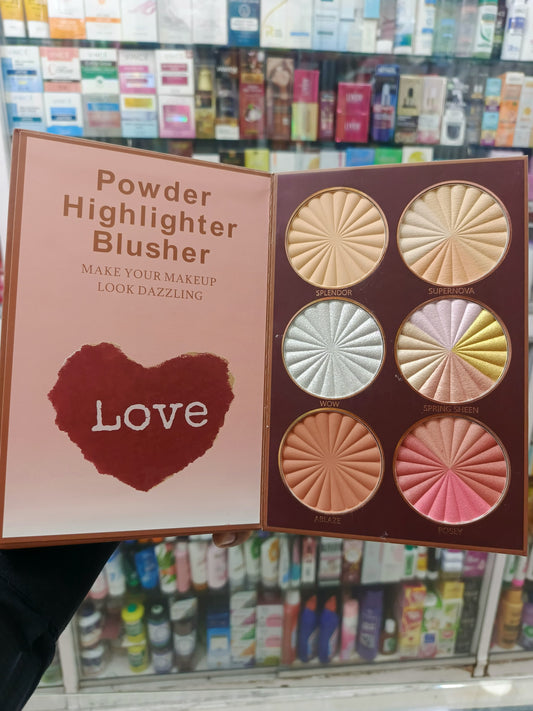 Powder
Highlighter
Blusher
MAKE YOUR MAKEUP
LOOK DAZZLING
Love
SPLENDOR
SUPERNOVA
WOW
SPRING SHEEN
ABLAZE
ROSEY